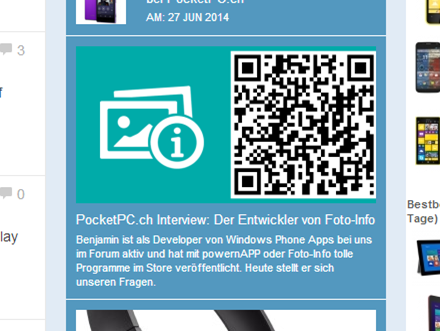 bei PocketPC.ch
AM: 27 JUN 2014
3
f
PocketPC.ch Interview: Der Entwickler von Foto-Info
Benjamin ist als Developer von Windows Phone Apps bei uns
im Forum aktiv und hat mit powernAPP oder Foto-Info tolle
Programme im Store veröffentlicht. Heute stellt er sich
unseren Fragen.
0
lay
Bestbe
Tage)